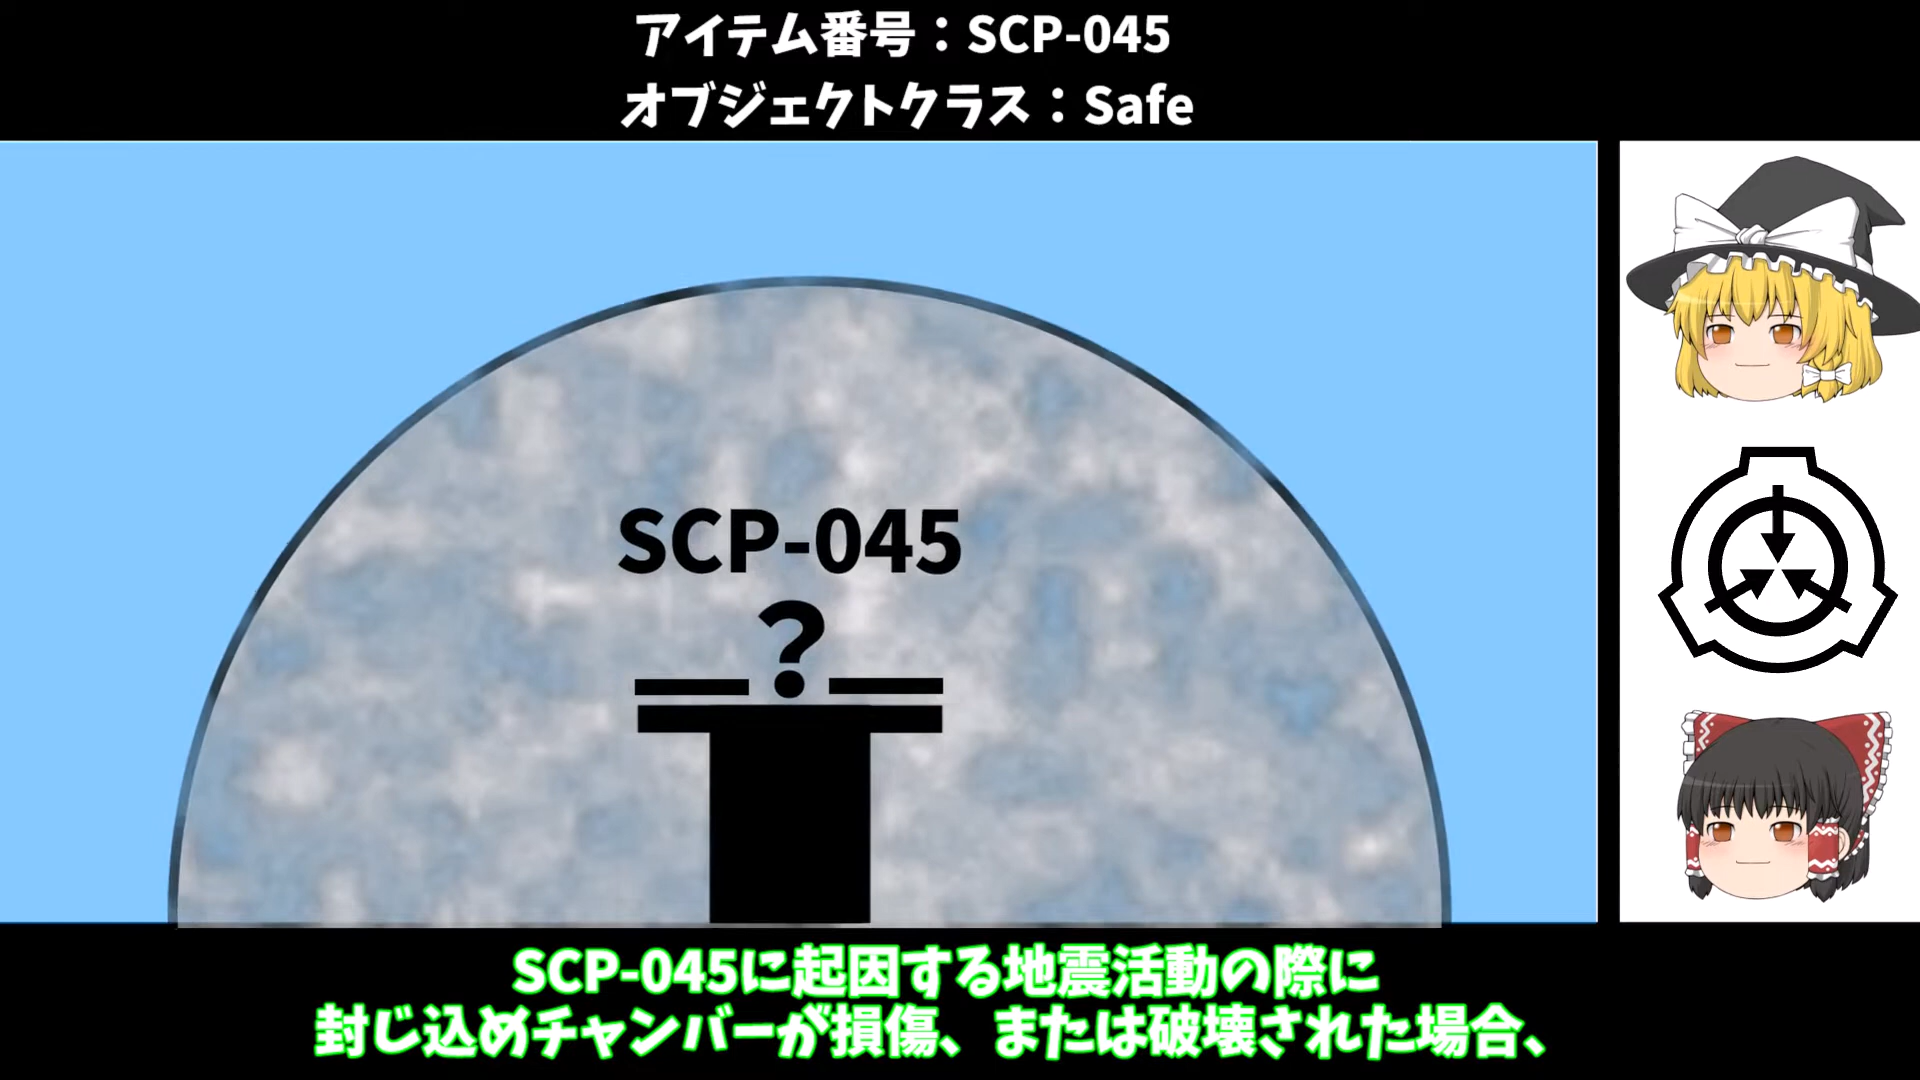 アイテム番号：SCP-045
オブジェクトクラス：Safe
SCP-045
?
SCP-045に起因する地震活動の際に
封じ込めチャンバーが損傷、または破壊された場合、